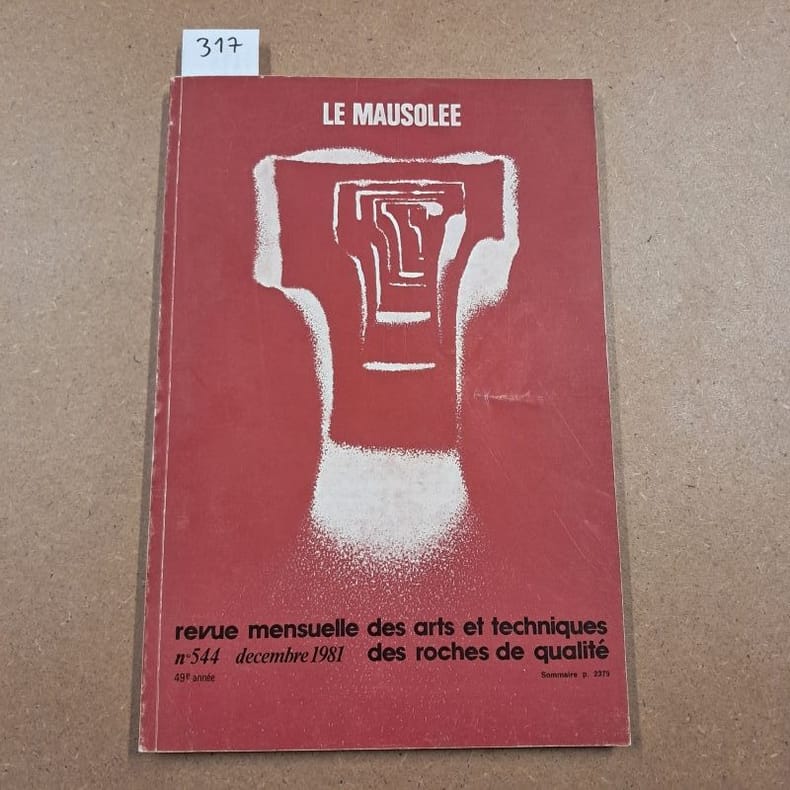 317
LE MAUSOLEE
revue mensuelle des arts et techniques
des roches de qualité
n°544 decembre 1981
49e année
Sommaire p. 2379